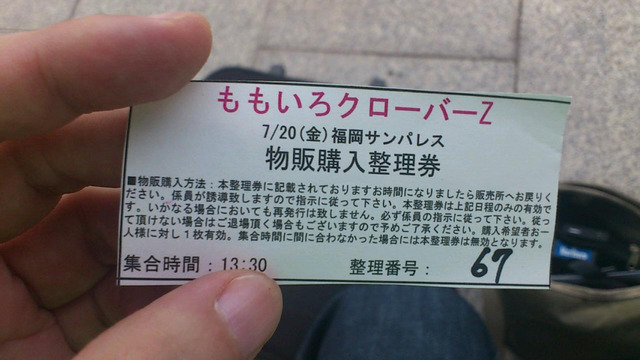 ももいろクローバーZ
7/20(金)福岡サンパレス
物販購入整理券
■物販購入方法：本整理券に記載されておりますお時間になりましたら販売所へお戻りく
ださい。係員が誘導致しますので指示に従って下さい。本整理券は上記日程のみの有効で
す。いかなる場合においても再発行は致しません。必ず係員の指示に従って下さい。従っ
て頂けない場合はご退場頂く場合もございますので予めご了承ください。購入希望者お一
人様に対し１枚有効。集合時間に間に合わなかった場合には本整理券は無効となります。
集合時間：13:30 整理番号： 67